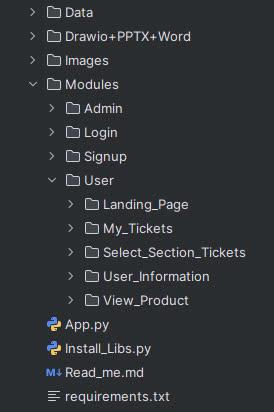 Data
Drawio+PPTX+Word
Images
Modules
Admin
Login
Signup
User
Landing_Page
My_Tickets
Select_Section_Tickets
User_Information
View_Product
App.py
Install_Libs.py
M↓ Read_me.md
requirements.txt